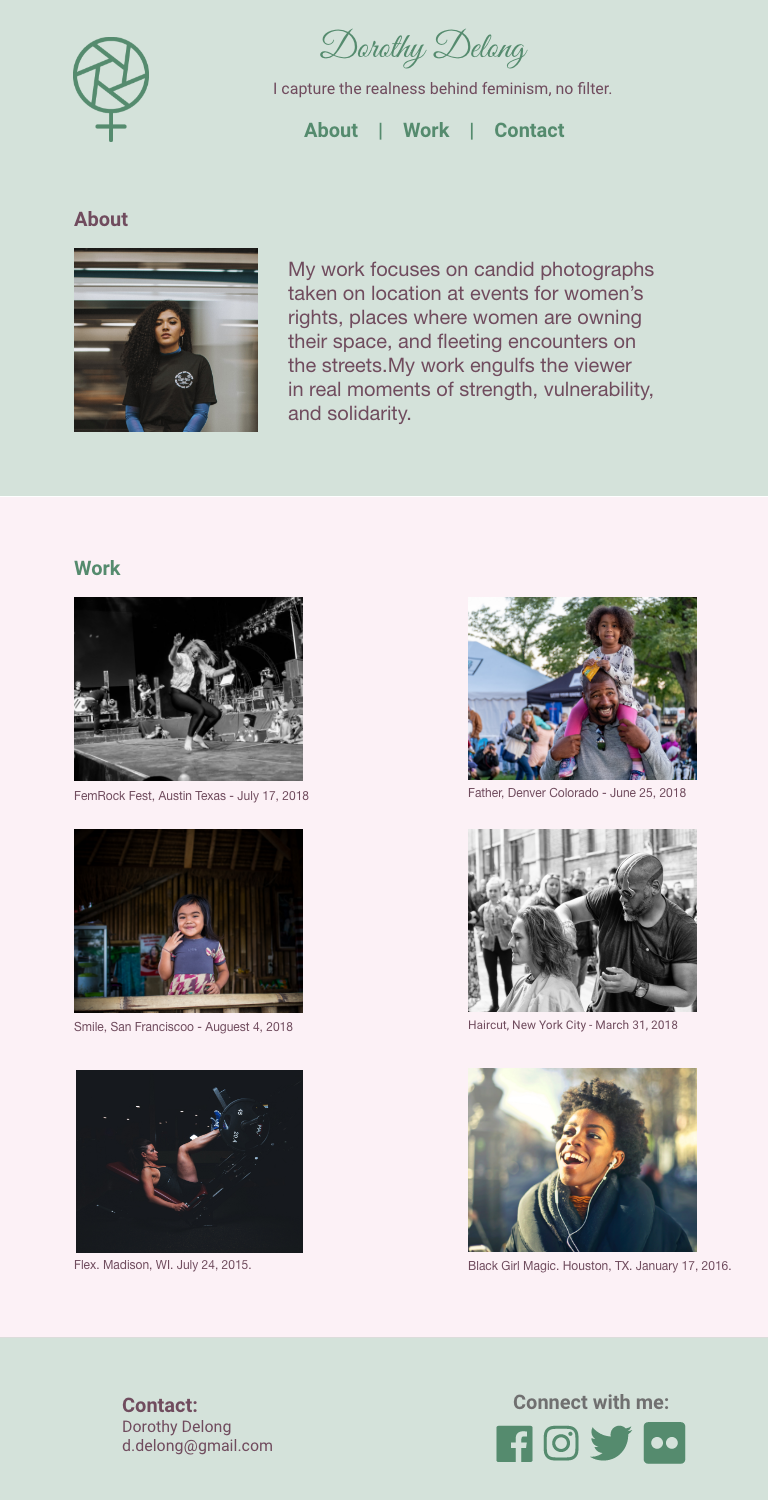 Dorothy Delong
I capture the realness behind feminism, no filter.
About | Work | Contact
About
My work focuses on candid photographs
taken on location at events for women’s
rights, places where women are owning
their space, and fleeting encounters on
the streets.My work engulfs the viewer
in real moments of strength, vulnerability,
and solidarity.
Work
FemRock Fest, Austin Texas - July 17, 2018
Father, Denver Colorado - June 25, 2018
Smile, San Franciscoo - Auguest 4, 2018
Haircut, New York City - March 31, 2018
Flex. Madison, WI. July 24, 2015.
Black Girl Magic. Houston, TX. January 17, 2016.
Contact:
Dorothy Delong
d.delong@gmail.com
Connect with me: